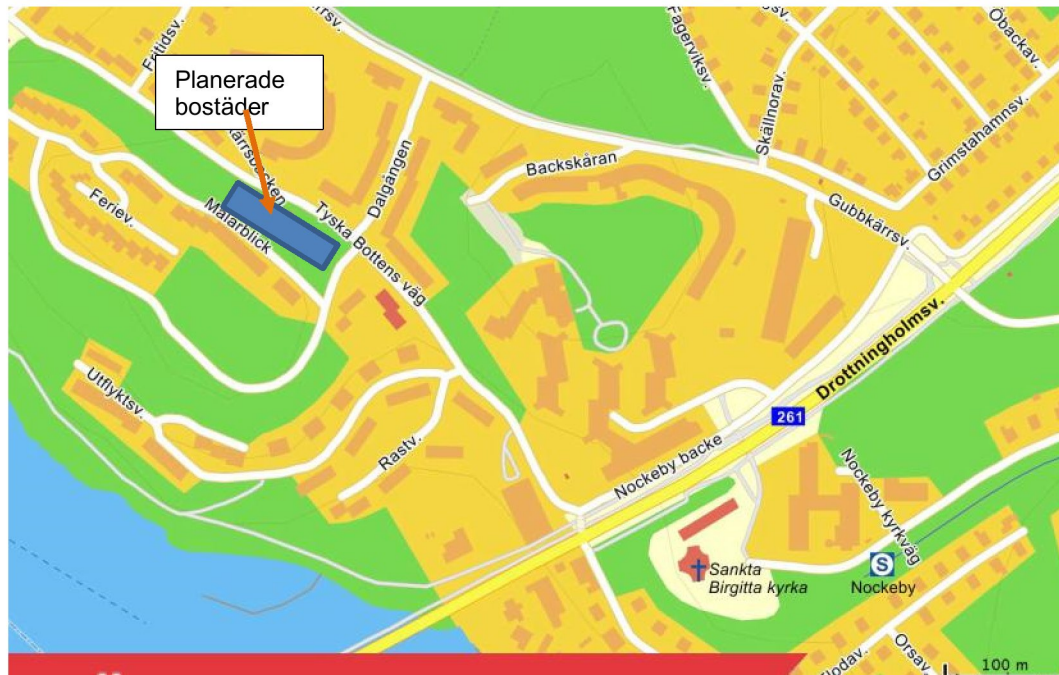 Fritidsv.
Planerade
bostäder
Fagerviksv.
Skällnorav.
Öbackav.
Grimstahamnsv.
Backskåran
Dalgången
Feriev.
Mälarblick
Tyska Bottens väg
Gubbkärrsv.
Drottningholmsv.
261
Utflyktsv.
Rastv.
Nockeby backe
Nockeby kyrkväg
Sankta
Birgitta kyrka
S
Nockeby
Orsav.
100 m